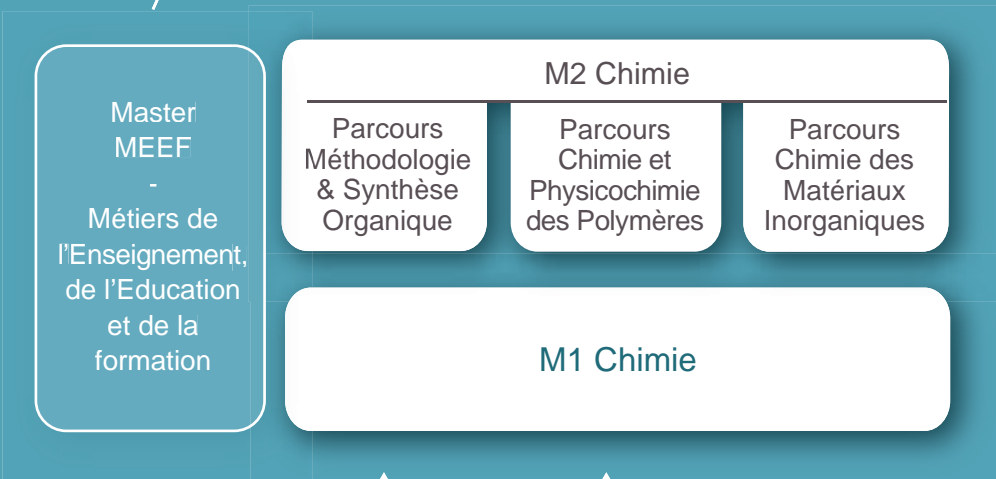 Master
MEEF
-
Métiers de
l'Enseignement,
de l'Education
et de la
formation
M2 Chimie
Parcours
Méthodologie
& Synthèse
Organique
Parcours
Chimie et
Physicochimie
des Polymères
Parcours
Chimie des
Matériaux
Inorganiques
M1 Chimie